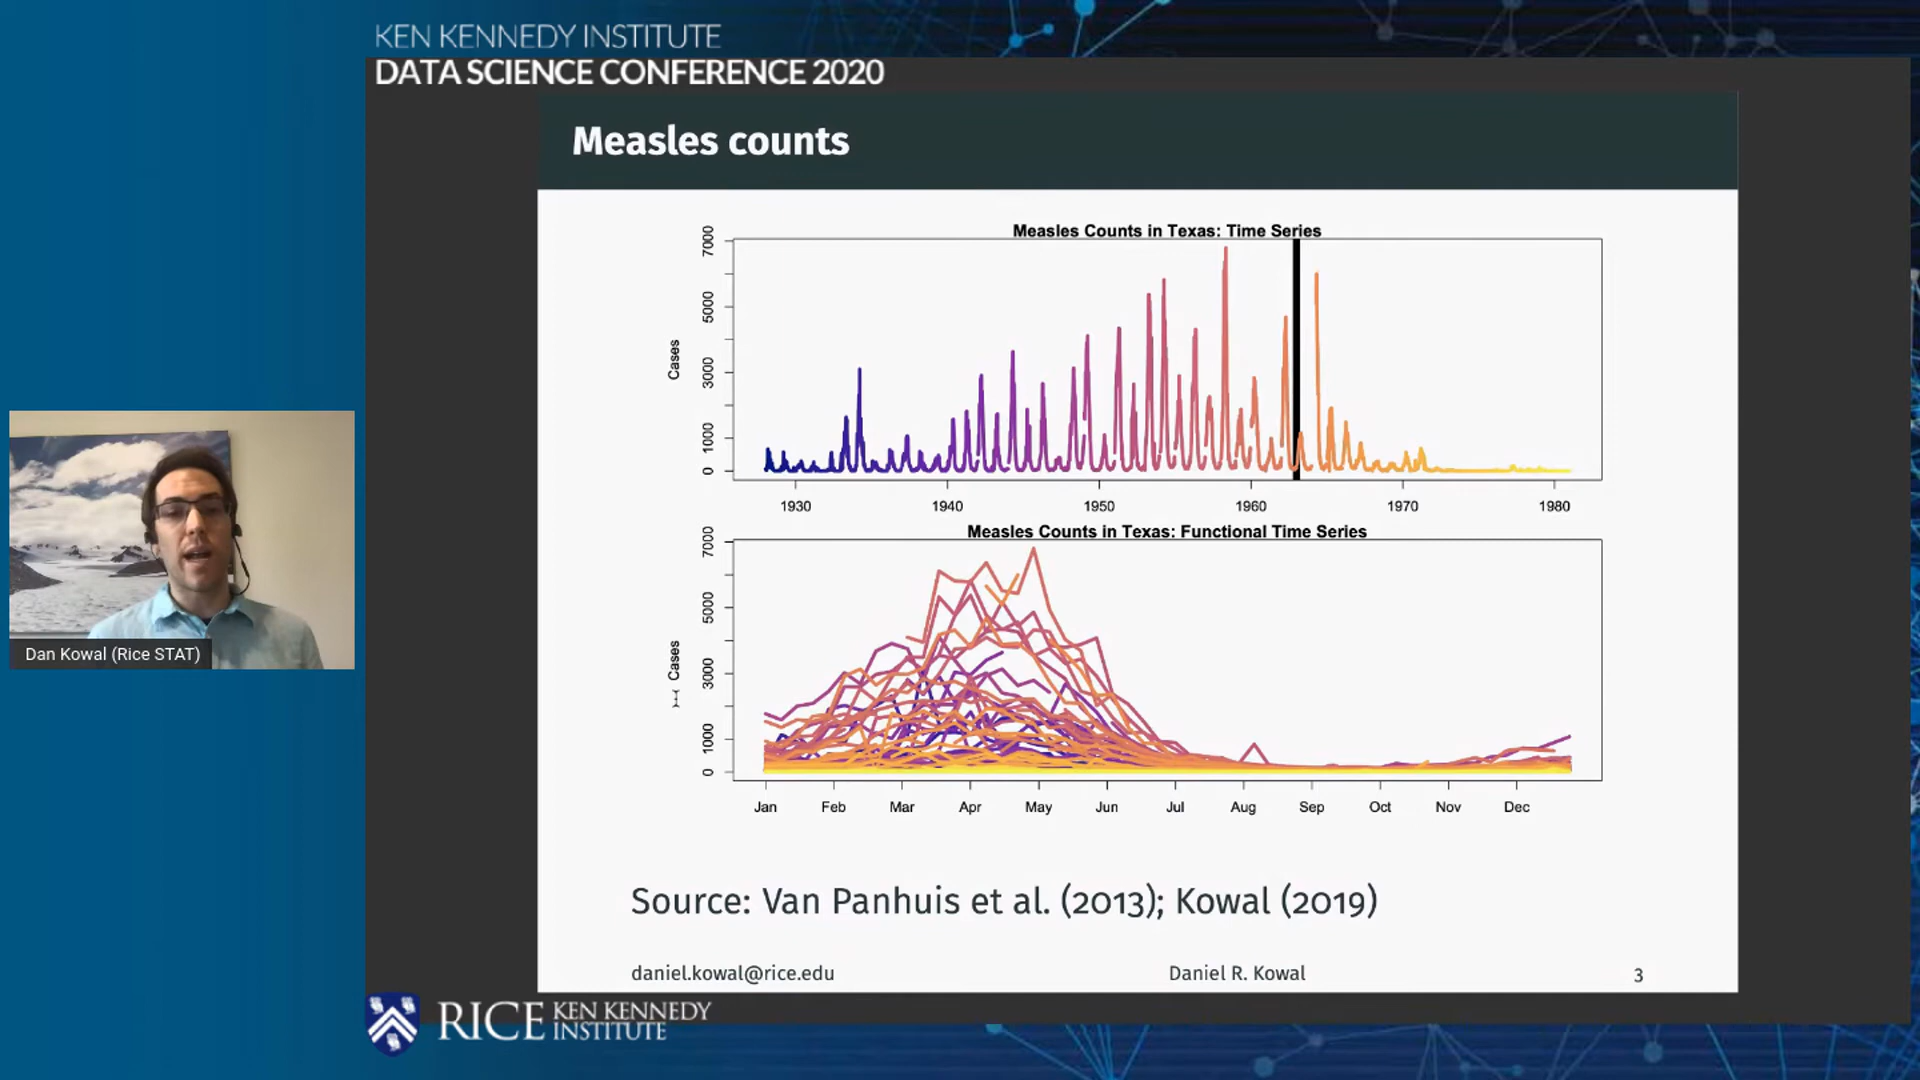 KEN KENNEDY INSTITUTE
DATA SCIENCE CONFERENCE 2020
Measles counts
Measles Counts in Texas: Time Series
Cases
7000
5000
3000
1000
0
1930 1940 1950 1960 1970 1980
Measles Counts in Texas: Functional Time Series
Cases
7000
5000
3000
1000
0
Jan Feb Mar Apr May Jun Jul Aug Sep Oct Nov Dec
Source: Van Panhuis et al. (2013); Kowal (2019)
daniel.kowal@rice.edu Daniel R. Kowal 3
Dan Kowal (Rice STAT)
RICE KEN KENNEDY
INSTITUTE